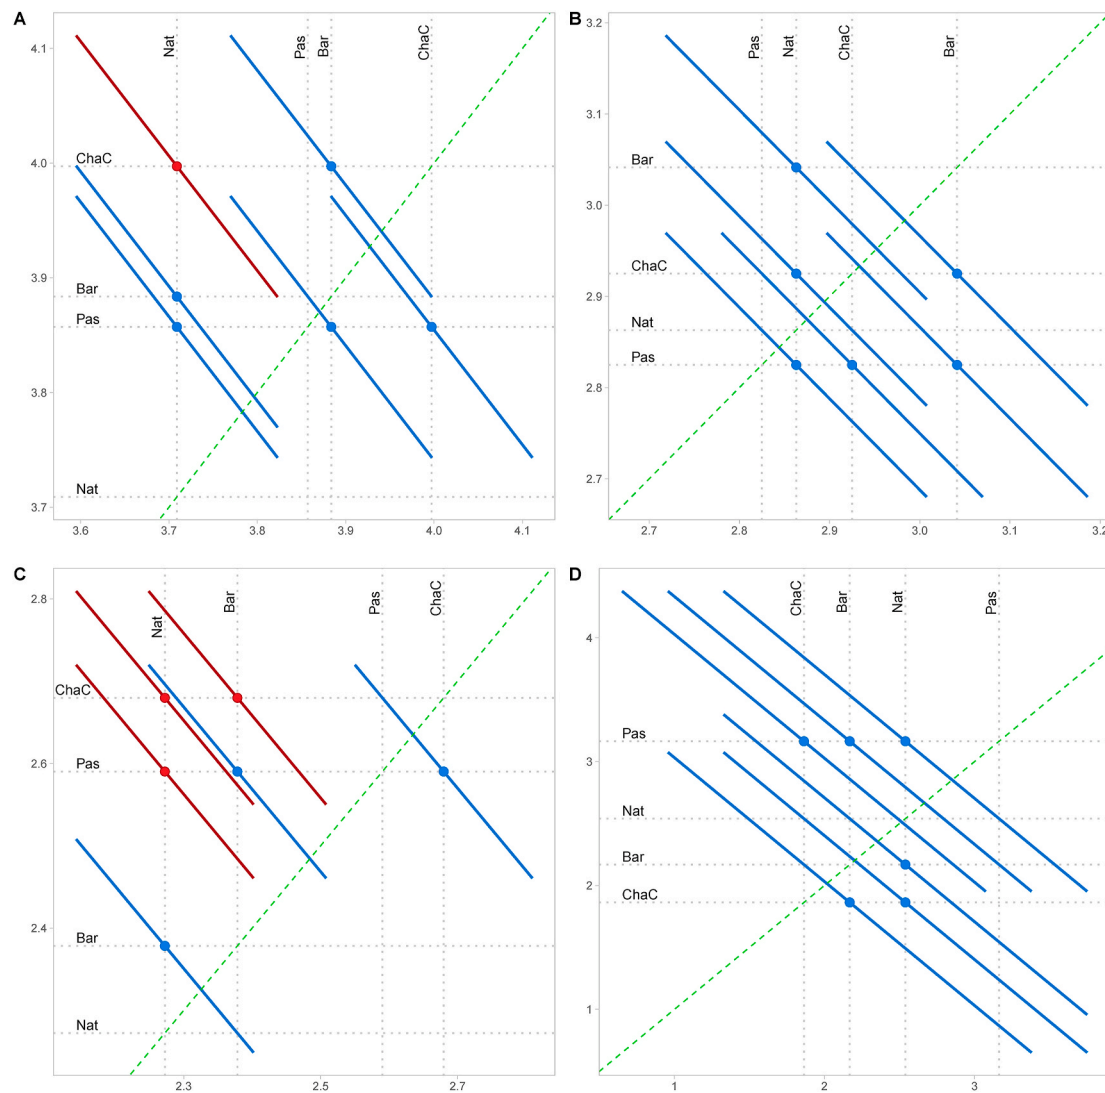 A
Nat
Pas
Bar
ChaC
4.1
4.0
3.9
3.8
3.7
ChaC
Bar
Pas
Nat
3.6 3.7 3.8 3.9 4.0 4.1
B
Pas
Nat
ChaC
Bar
3.2
3.1
3.0
2.9
2.8
2.7
Bar
ChaC
Nat
Pas
2.7 2.8 2.9 3.0 3.1 3.2
C
Nat
Bar
Pas
ChaC
2.8
2.6
2.4
ChaC
Pas
Bar
Nat
2.3 2.5 2.7
D
ChaC
Bar
Nat
Pas
4
3
2
1
Pas
Nat
Bar
ChaC
1 2 3